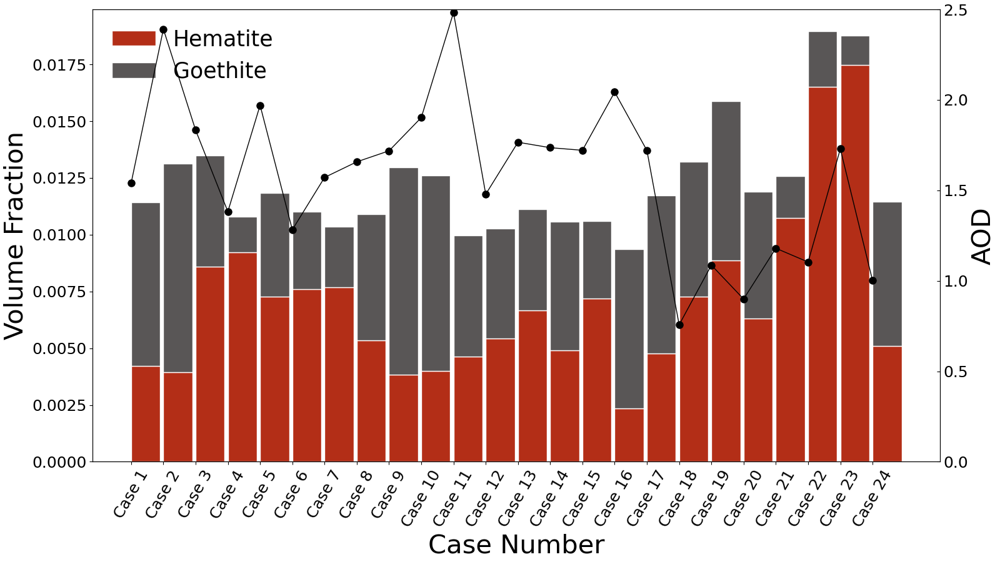 Hematite
Goethite
Volume Fraction
0.0175
0.0150
0.0125
0.0100
0.0075
0.0050
0.0025
0.0000
2.5
2.0
1.5
1.0
0.5
0.0
AOD
Case 1
Case 2
Case 3
Case 4
Case 5
Case 6
Case 7
Case 8
Case 9
Case 10
Case 11
Case 12
Case 13
Case 14
Case 15
Case 16
Case 17
Case 18
Case 19
Case 20
Case 21
Case 22
Case 23
Case 24
Case Number